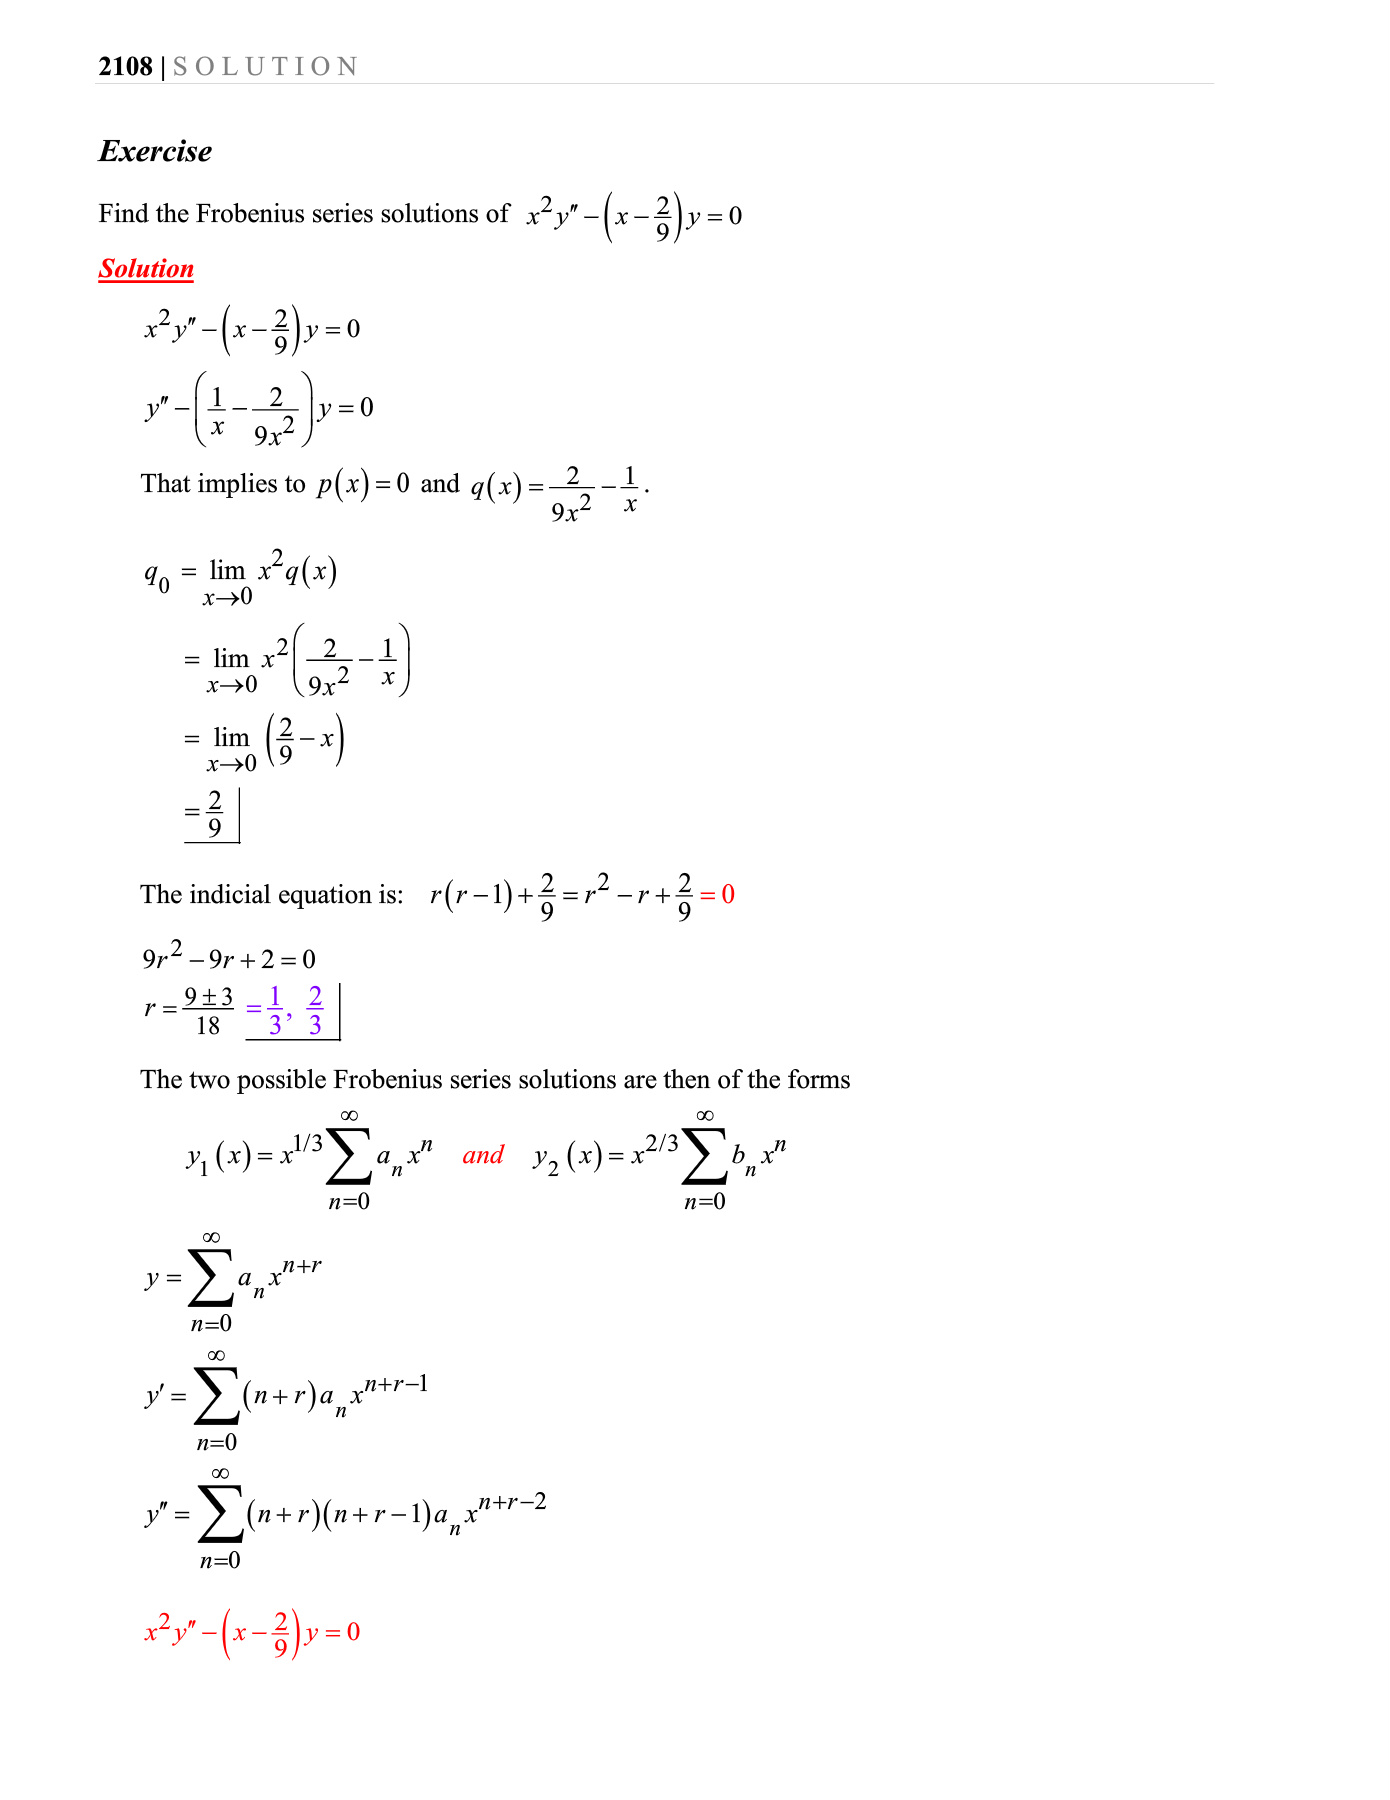 2108 | SOLUTION
Exercise
Find the Frobenius series solutions of $x^2y'' - \left(x - \frac{2}{9}\right)y = 0$
Solution
$x^2y'' - \left(x - \frac{2}{9}\right)y = 0$
$y'' - \left(\frac{1}{x} - \frac{2}{9x^2}\right)y = 0$
That implies to $p(x) = 0$ and $q(x) = \frac{2}{9x^2} - \frac{1}{x}$.
$q_0 = \lim_{x \to 0} x^2 q(x)$
$= \lim_{x \to 0} x^2\left(\frac{2}{9x^2} - \frac{1}{x}\right)$
$= \lim_{x \to 0} \left(\frac{2}{9} - x\right)$
$= \frac{2}{9}$
The indicial equation is: $r(r-1) + \frac{2}{9} = r^2 - r + \frac{2}{9} = 0$
$9r^2 - 9r + 2 = 0$
$r = \frac{9 \pm 3}{18} = \frac{1}{3}, \frac{2}{3}$
The two possible Frobenius series solutions are then of the forms
$y_1(x) = x^{1/3}\sum_{n=0}^{\infty} a_n x^n$ and $y_2(x) = x^{2/3}\sum_{n=0}^{\infty} b_n x^n$
$y = \sum_{n=0}^{\infty} a_n x^{n+r}$
$y' = \sum_{n=0}^{\infty} (n+r)a_n x^{n+r-1}$
$y'' = \sum_{n=0}^{\infty} (n+r)(n+r-1)a_n x^{n+r-2}$
$x^2y'' - \left(x - \frac{2}{9}\right)y = 0$